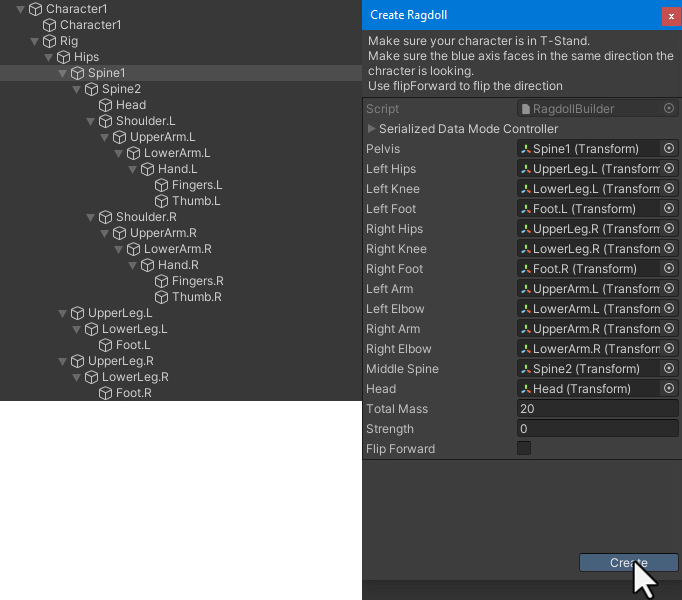 Character1
Character1
Rig
Hips
Spine1
Spine2
Head
Shoulder.L
UpperArm.L
LowerArm.L
Hand.L
Fingers.L
Thumb.L
Shoulder.R
UpperArm.R
LowerArm.R
Hand.R
Fingers.R
Thumb.R
UpperLeg.L
LowerLeg.L
Foot.L
UpperLeg.R
LowerLeg.R
Foot.R
Create Ragdoll x
Make sure your character is in T-Stand.
Make sure the blue axis faces in the same direction the
chracter is looking.
Use flipForward to flip the direction
Script RagdollBuilder
Serialized Data Mode Controller
Pelvis Spine1 (Transform)
Left Hips UpperLeg.L (Transform
Left Knee LowerLeg.L (Transform
Left Foot Foot.L (Transform)
Right Hips UpperLeg.R (Transform
Right Knee LowerLeg.R (Transform
Right Foot Foot.R (Transform)
Left Arm UpperArm.L (Transform
Left Elbow LowerArm.L (Transform
Right Arm UpperArm.R (Transform
Right Elbow LowerArm.R (Transform
Middle Spine Spine2 (Transform)
Head Head (Transform)
Total Mass 20
Strength 0
Flip Forward
Create